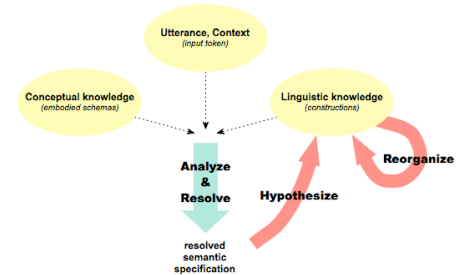 Utterance, Context
(input token)
Conceptual knowledge
(embodied schemas)
Linguistic knowledge
(constructions)
Analyze
&
Resolve
Hypothesize
Reorganize
resolved
semantic
specification